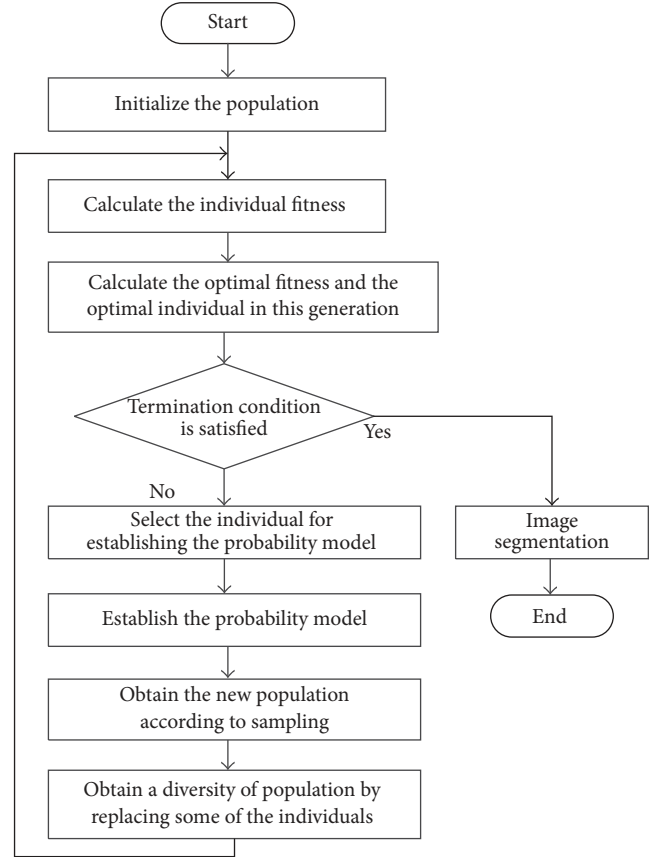 Start
Initialize the population
Calculate the individual fitness
Calculate the optimal fitness and the
optimal individual in this generation
Termination condition
is satisfied
Yes
No
Select the individual for
establishing the probability model
Image
segmentation
Establish the probability model
End
Obtain the new population
according to sampling
Obtain a diversity of population by
replacing some of the individuals